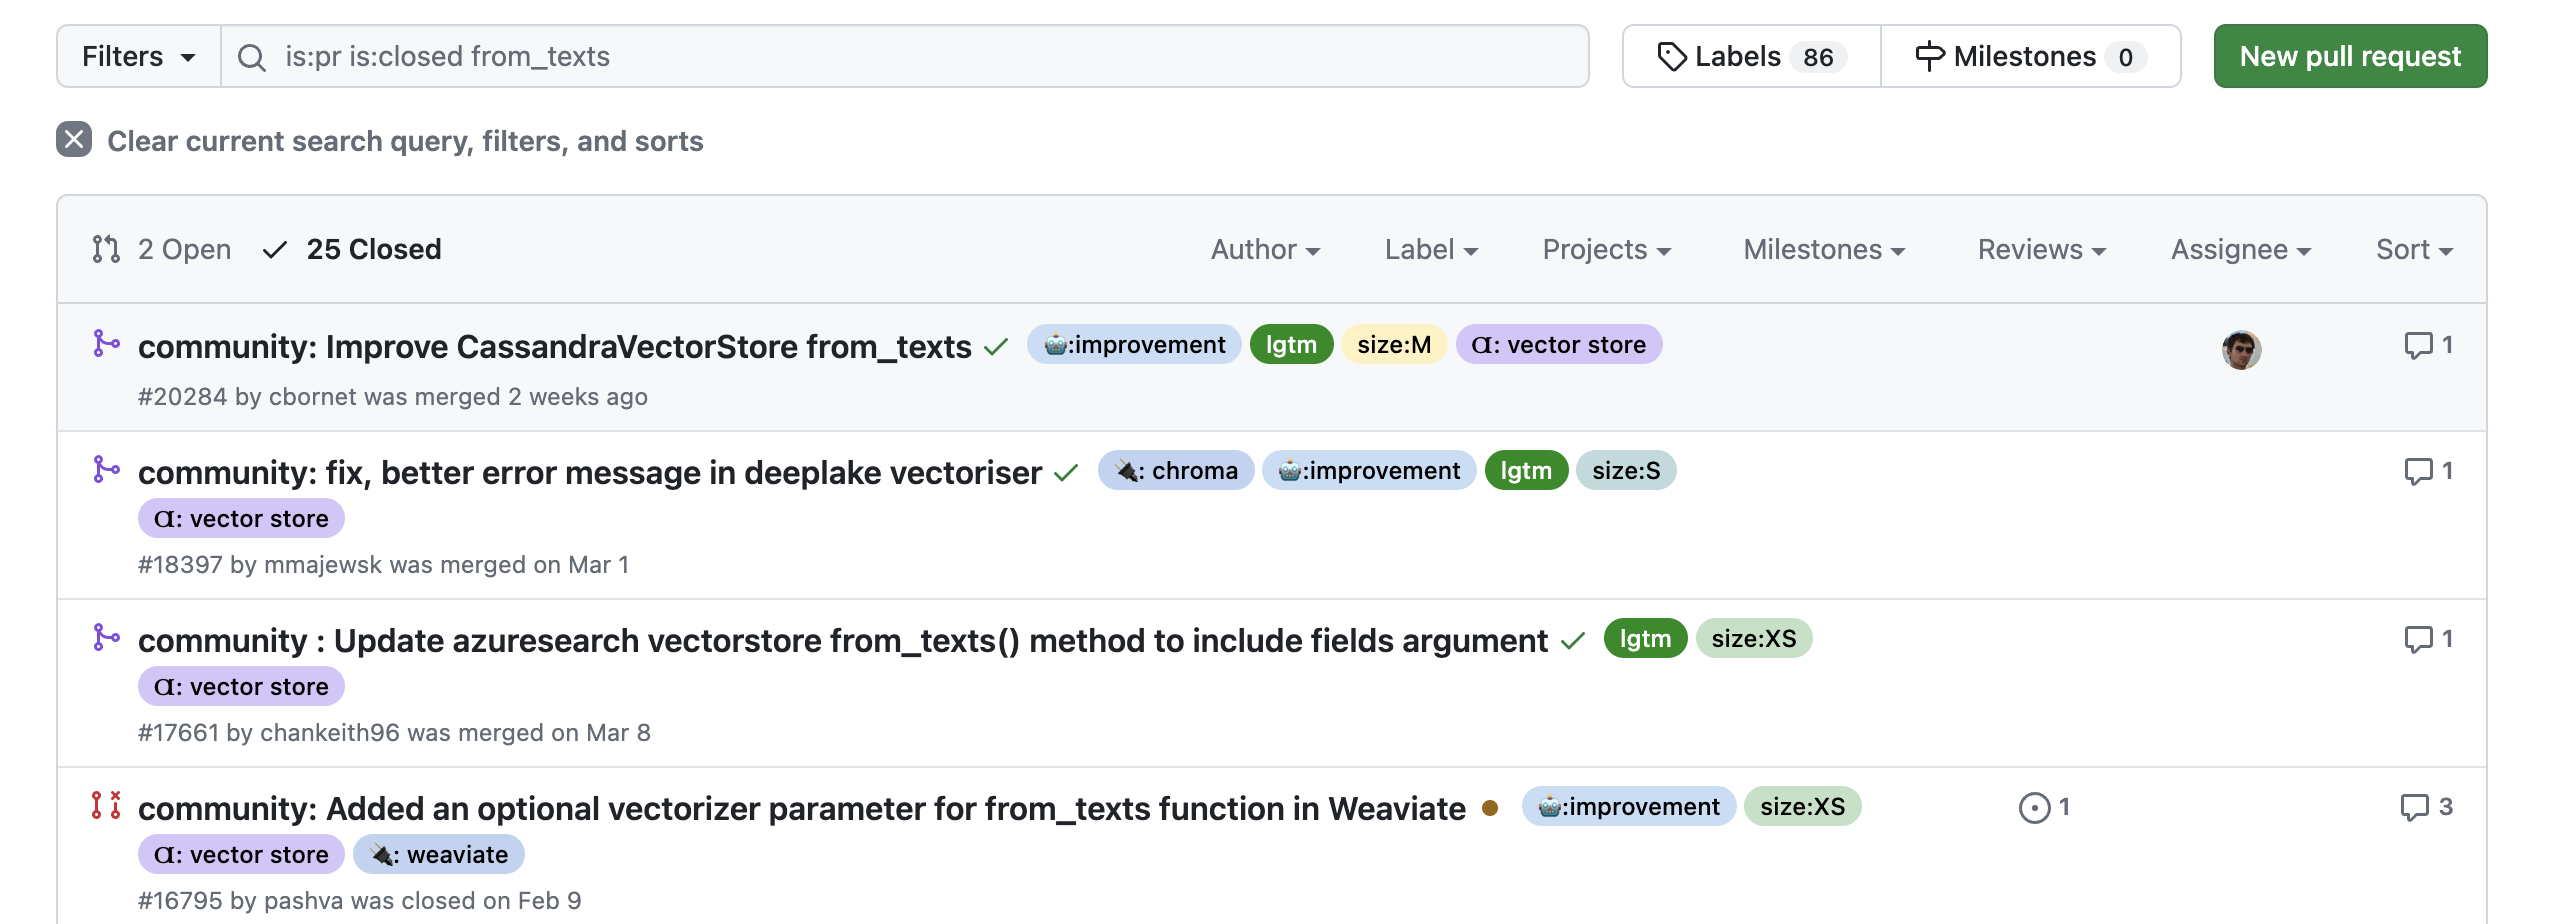 Filters is:pr is:closed from_texts Labels 86 Milestones 0 New pull request
Clear current search query, filters, and sorts
2 Open 25 Closed Author Label Projects Milestones Reviews Assignee Sort
community: Improve CassandraVectorStore from_texts 🤖:improvement lgtm size:M Ɑ: vector store 1
#20284 by cbornet was merged 2 weeks ago
community: fix, better error message in deeplake vectoriser 🔌: chroma 🤖:improvement lgtm size:S 1
Ɑ: vector store
#18397 by mmajewsk was merged on Mar 1
community : Update azuresearch vectorstore from_texts() method to include fields argument lgtm size:XS 1
Ɑ: vector store
#17661 by chankeith96 was merged on Mar 8
community: Added an optional vectorizer parameter for from_texts function in Weaviate 🤖:improvement size:XS 1 3
Ɑ: vector store 🔌: weaviate
#16795 by pashva was closed on Feb 9